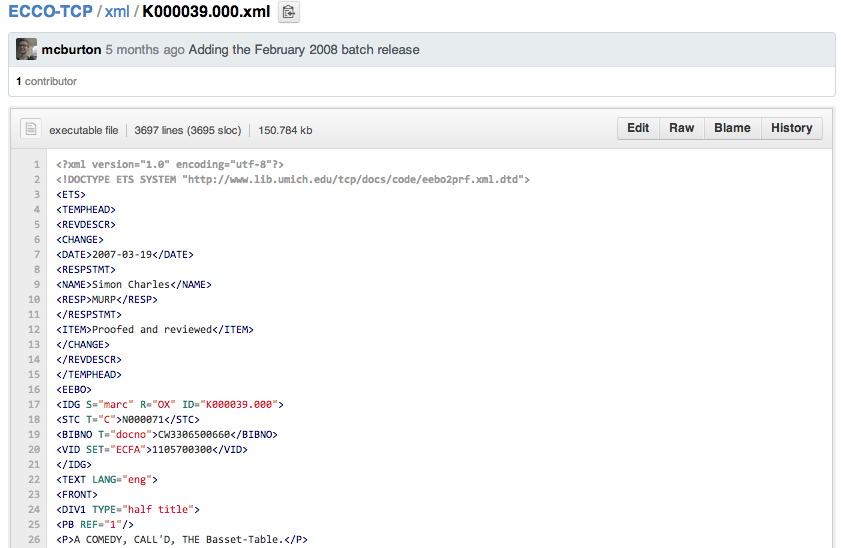 ECCO-TCP / xml / K000039.000.xml
mcburton 5 months ago Adding the February 2008 batch release
1 contributor
executable file 3697 lines (3695 sloc) 150.784 kb Edit Raw Blame History
1 <?xml version="1.0" encoding="utf-8"?>
2 <!DOCTYPE ETS SYSTEM "http://www.lib.umich.edu/tcp/docs/code/eebo2prf.xml.dtd">
3 <ETS>
4 <TEMPHEAD>
5 <REVDESCR>
6 <CHANGE>
7 <DATE>2007-03-19</DATE>
8 <RESPSTMT>
9 <NAME>Simon Charles</NAME>
10 <RESP>MURP</RESP>
11 </RESPSTMT>
12 <ITEM>Proofed and reviewed</ITEM>
13 </CHANGE>
14 </REVDESCR>
15 </TEMPHEAD>
16 <EEBO>
17 <IDG S="marc" R="OX" ID="K000039.000">
18 <STC T="C">N000071</STC>
19 <BIBNO T="docno">CW3306500660</BIBNO>
20 <VID SET="ECFA">1105700300</VID>
21 </IDG>
22 <TEXT LANG="eng">
23 <FRONT>
24 <DIV1 TYPE="half title">
25 <PB REF="1"/>
26 <P>A COMEDY, CALL'D, THE Basset-Table.</P>